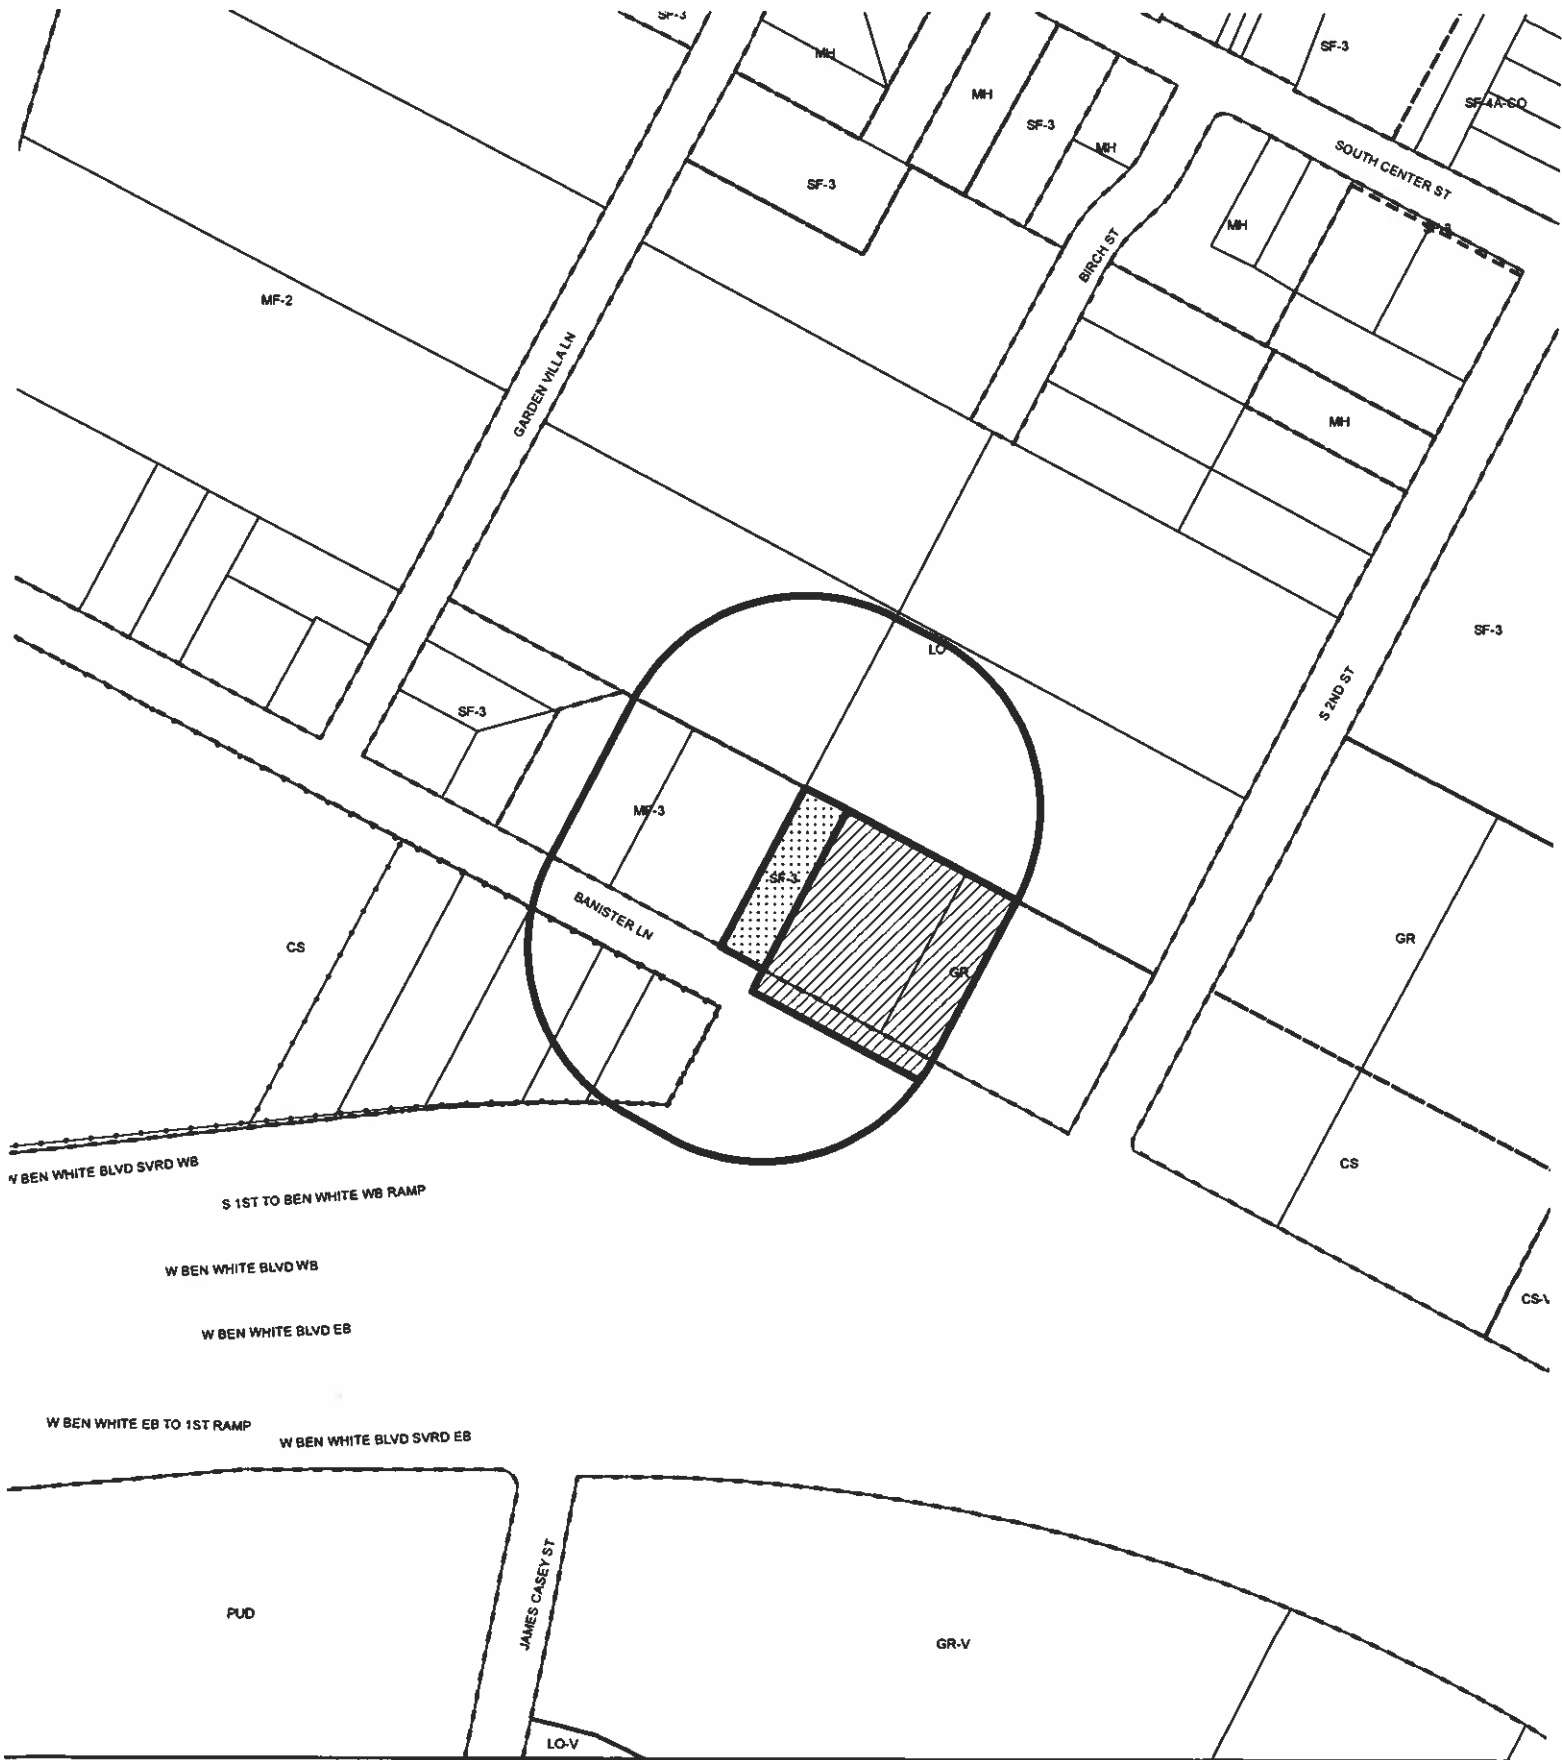 SF-3
MH
SF-3
MH
SF-4A-CO
SF-3
MH
SOUTH CENTER ST
SF-3
MH
BIRCH ST
MF-2
GARDEN VILLA LN
MH
SF-3
LO
S 2ND ST
SF-3
MF-3
SF-3
BANISTER LN
GR
CS
GR
CS
W BEN WHITE BLVD SVRD WB
S 1ST TO BEN WHITE WB RAMP
W BEN WHITE BLVD WB
CS-V
W BEN WHITE BLVD EB
W BEN WHITE EB TO 1ST RAMP
W BEN WHITE BLVD SVRD EB
JAMES CASEY ST
PUD
GR-V
LO-V